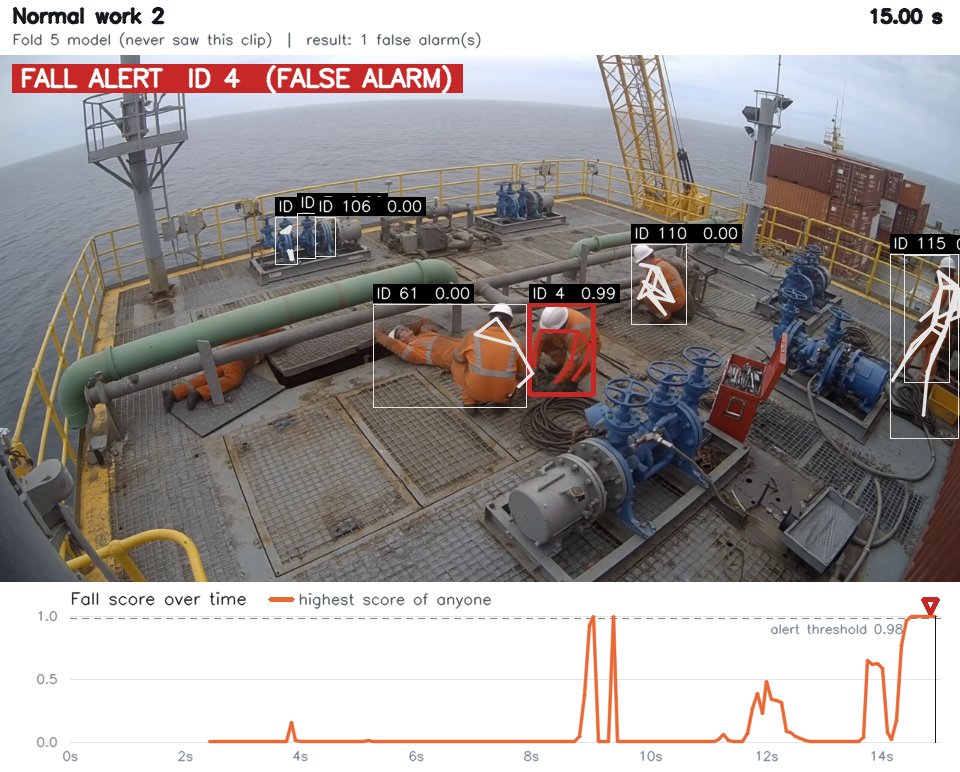 Normal work 2
15.00 s
Fold 5 model (never saw this clip) | result: 1 false alarm(s)
FALL ALERT ID 4 (FALSE ALARM)
ID ID ID 106 0.00
ID 110 0.00
ID 115 0
ID 61 0.00
ID 4 0.99
Fall score over time
highest score of anyone
1.0
alert threshold 0.98
0.5
0.0
0s 2s 4s 6s 8s 10s 12s 14s